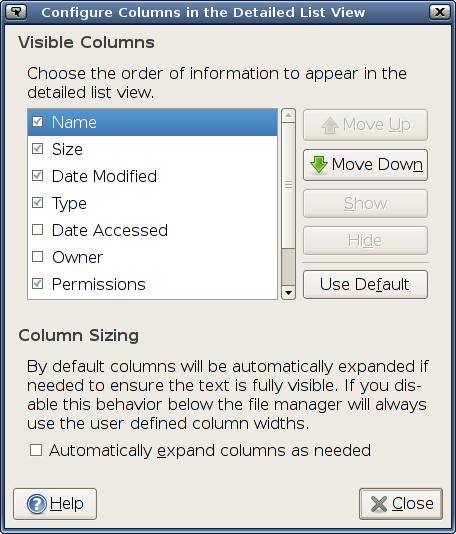 Configure Columns in the Detailed List View
Visible Columns
Choose the order of information to appear in the
detailed list view.
Name
Size
Date Modified
Type
Date Accessed
Owner
Permissions
Move Up
Move Down
Show
Hide
Use Default
Column Sizing
By default columns will be automatically expanded if
needed to ensure the text is fully visible. If you dis-
able this behavior below the file manager will always
use the user defined column widths.
Automatically expand columns as needed
Help
Close